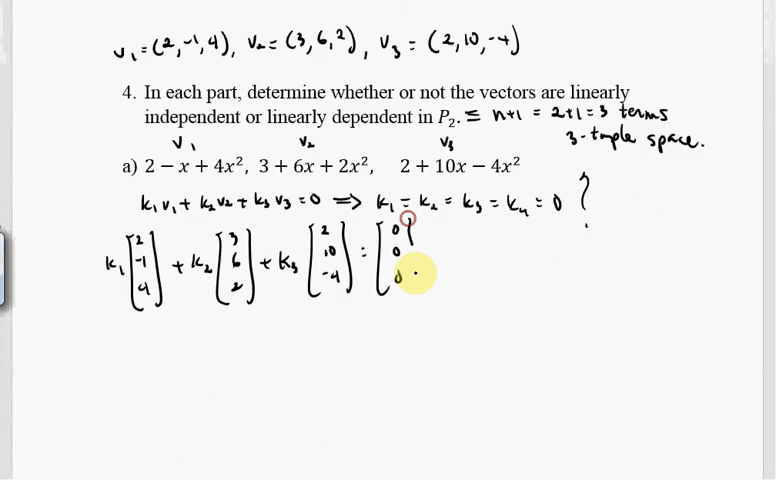 v₁ = (2, -1, 4), v₂ = (3, 6, 2), v₃ = (2, 10, -4)
4. In each part, determine whether or not the vectors are linearly
independent or linearly dependent in P₂. ≤ n+1 = 2+1 = 3 terms
3-tuple space.
v₁ v₂ v₃
a) 2 − x + 4x², 3 + 6x + 2x², 2 + 10x − 4x²
k₁v₁ + k₂v₂ + k₃v₃ = 0 ⟹ k₁ = k₂ = k₃ = k₄ = 0 ?
k₁ [2 -1 4] + k₂ [3 6 2] + k₃ [2 10 -4] = [0 0 0